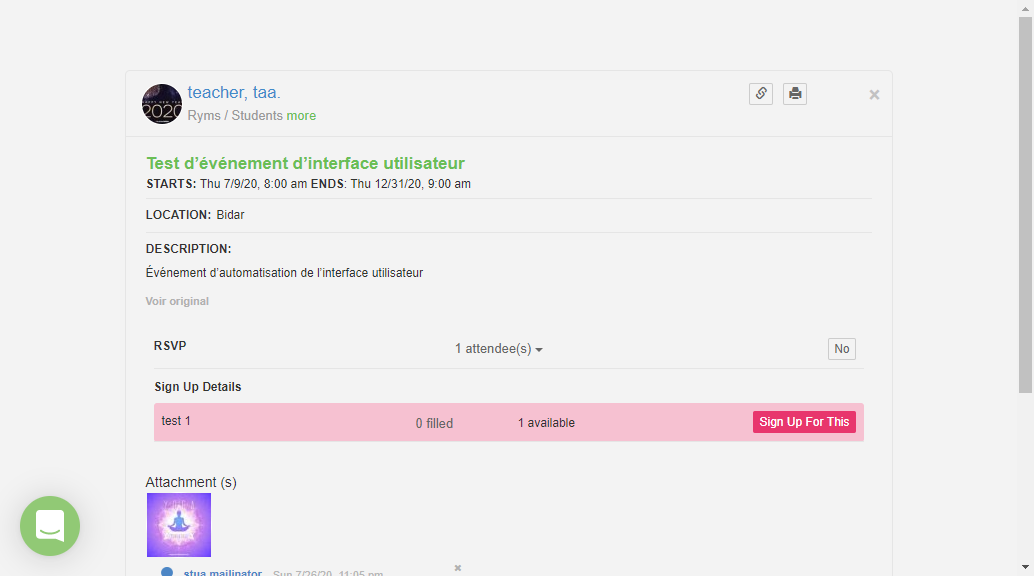 teacher, taa.
Ryms / Students more
Test d’événement d’interface utilisateur
STARTS: Thu 7/9/20, 8:00 am ENDS: Thu 12/31/20, 9:00 am
LOCATION: Bidar
DESCRIPTION:
Événement d’automatisation de l’interface utilisateur
Voir original
RSVP 1 attendee(s) No
Sign Up Details
test 1 0 filled 1 available Sign Up For This
Attachment (s)
stua mailinator Sun 7/26/20, 11:05 pm
2020